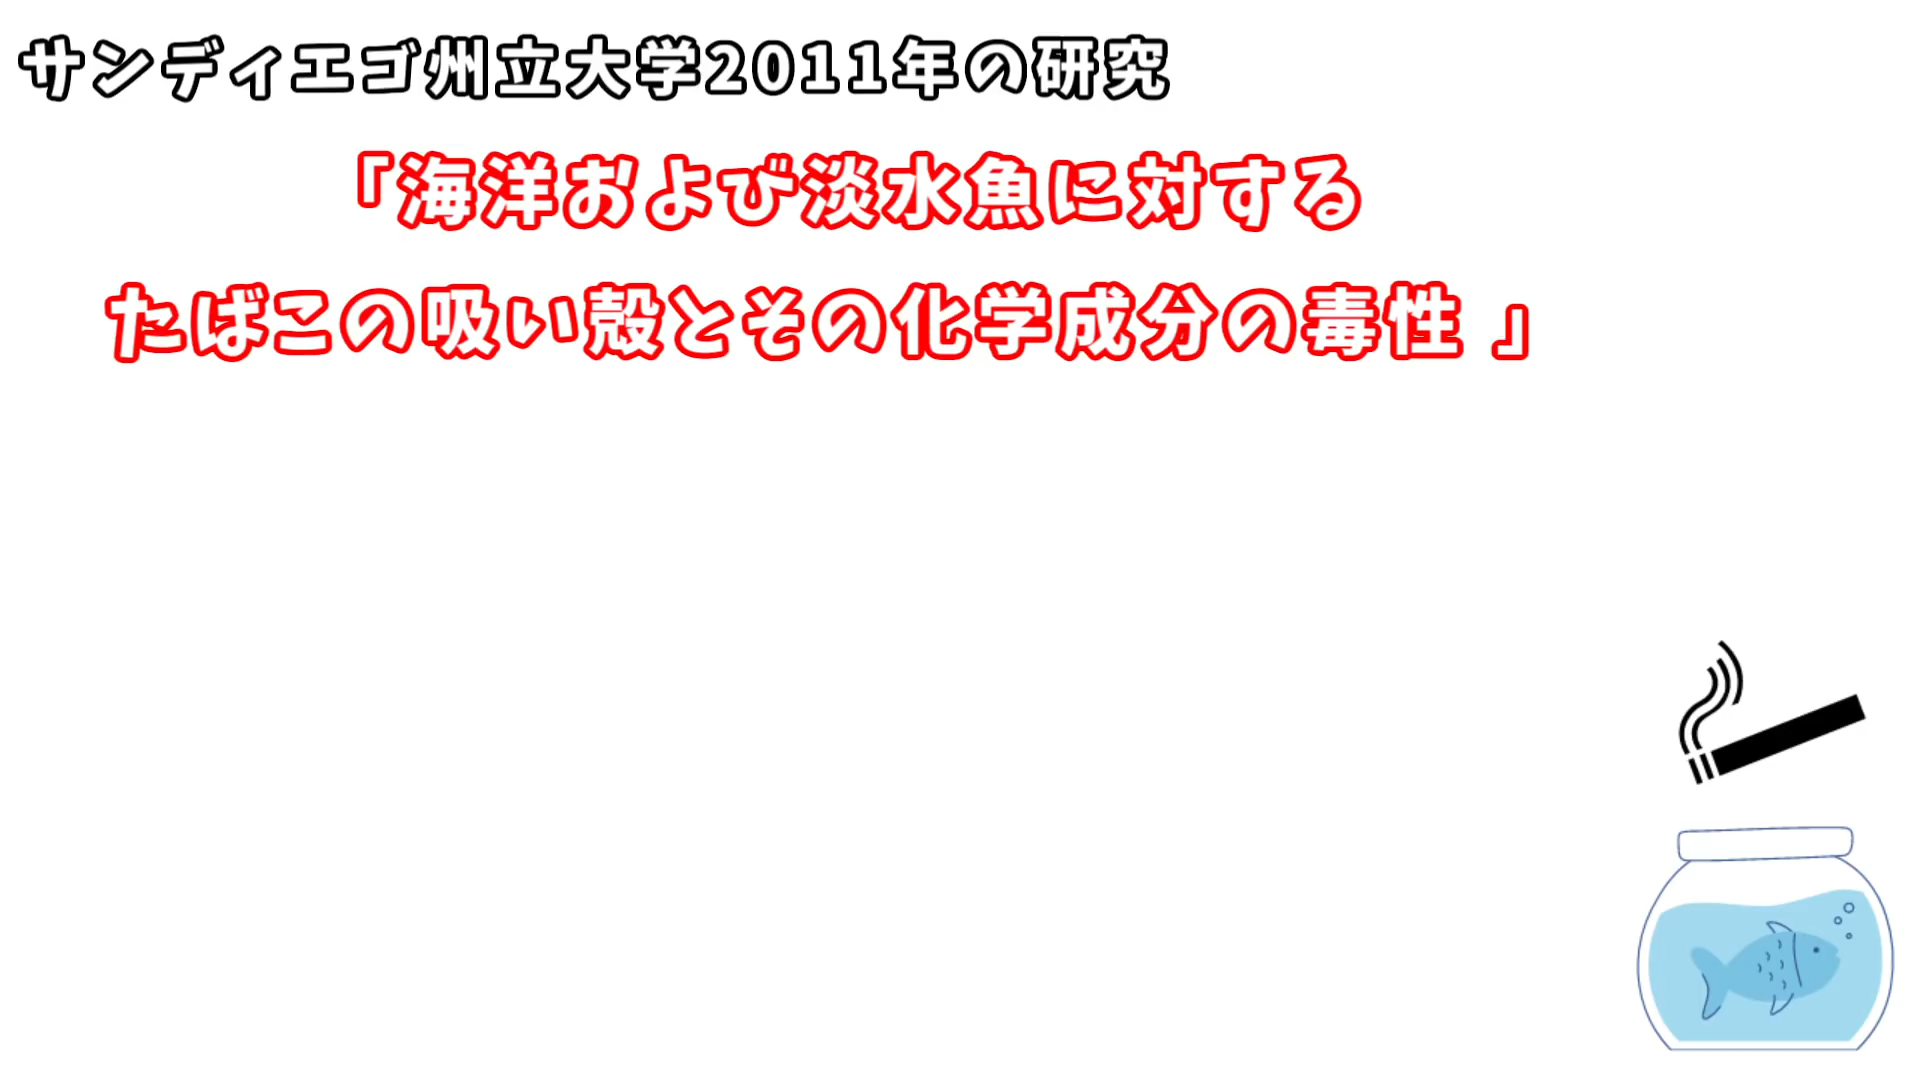 サンディエゴ州立大学2011年の研究
「海洋および淡水魚に対する
たばこの吸い殻とその化学成分の毒性 」